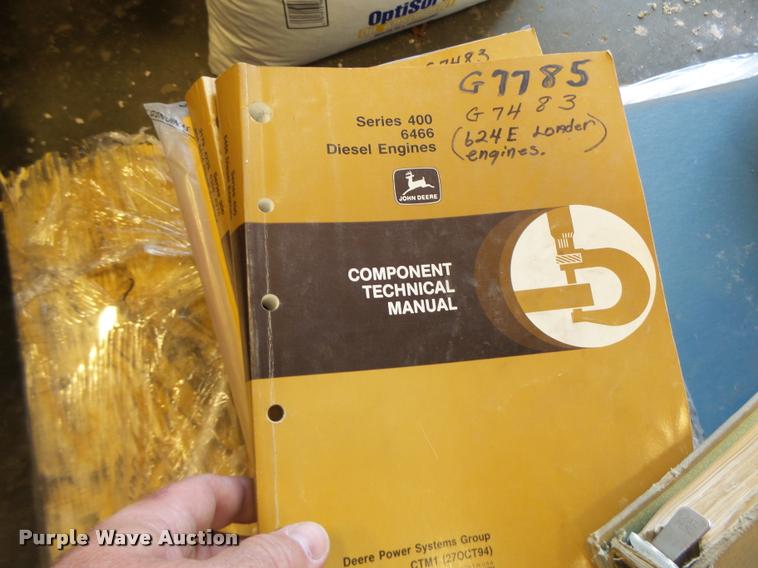 OptiSor
G7483
G7785
G7483
(624E Loader
engines.)
Series 400
6466
Diesel Engines
JOHN DEERE
COMPONENT
TECHNICAL
MANUAL
Deere Power Systems Group
CTM1 (27OCT94)
Purple Wave Auction